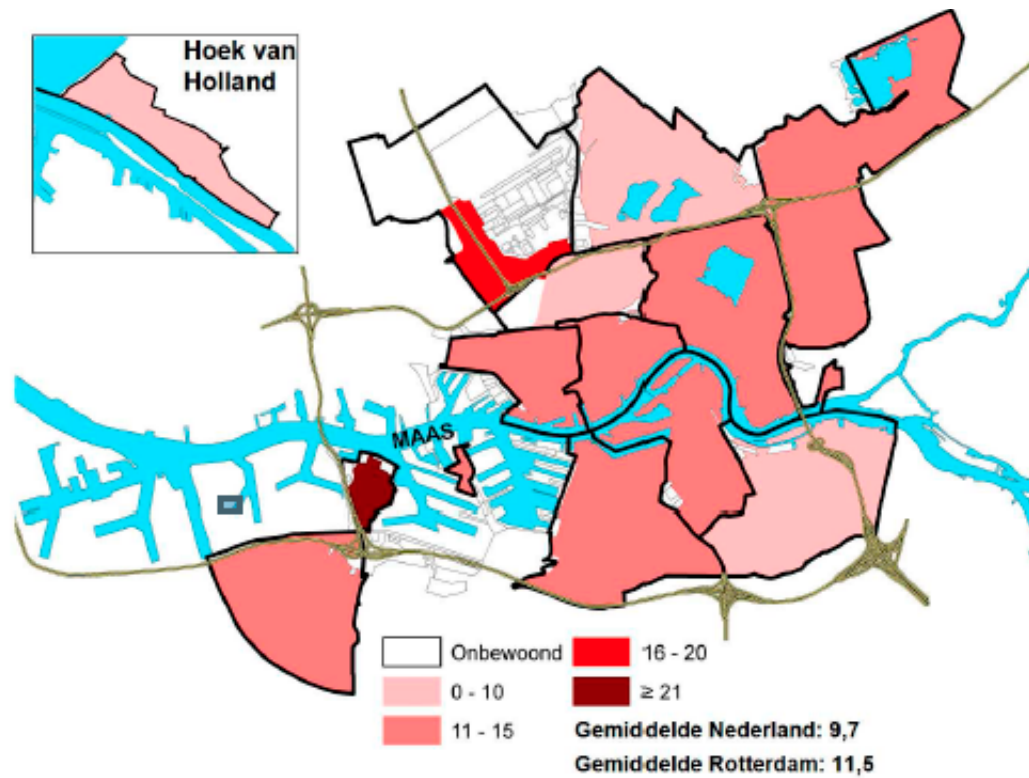 Hoek van
Holland
MAAS
Onbewoond
0 - 10
11 - 15
16 - 20
≥ 21
Gemiddelde Nederland: 9,7
Gemiddelde Rotterdam: 11,5